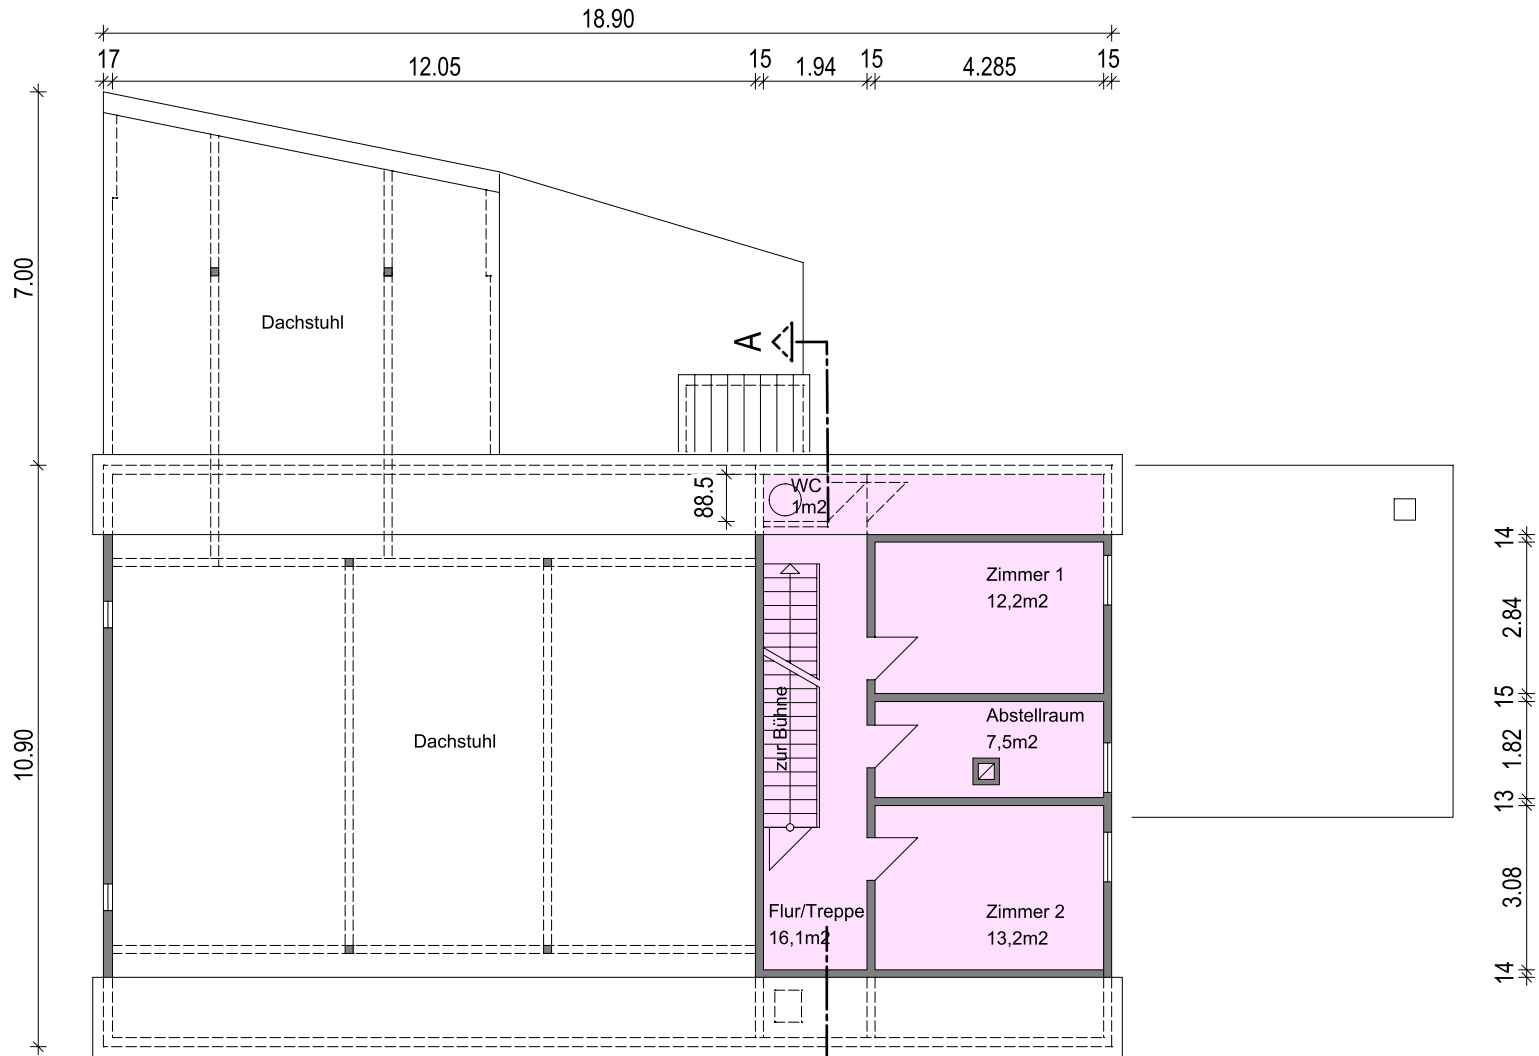 18.90
17
12.05
15
1.94
15
4.285
15
7.00
Dachstuhl
A
88.5
WC
1m2
14
Zimmer 1
12,2m2
2.84
zur Bühne
15
Abstellraum
7,5m2
1.82
10.90
Dachstuhl
13
3.08
Flur/Treppe
16,1m2
Zimmer 2
13,2m2
14